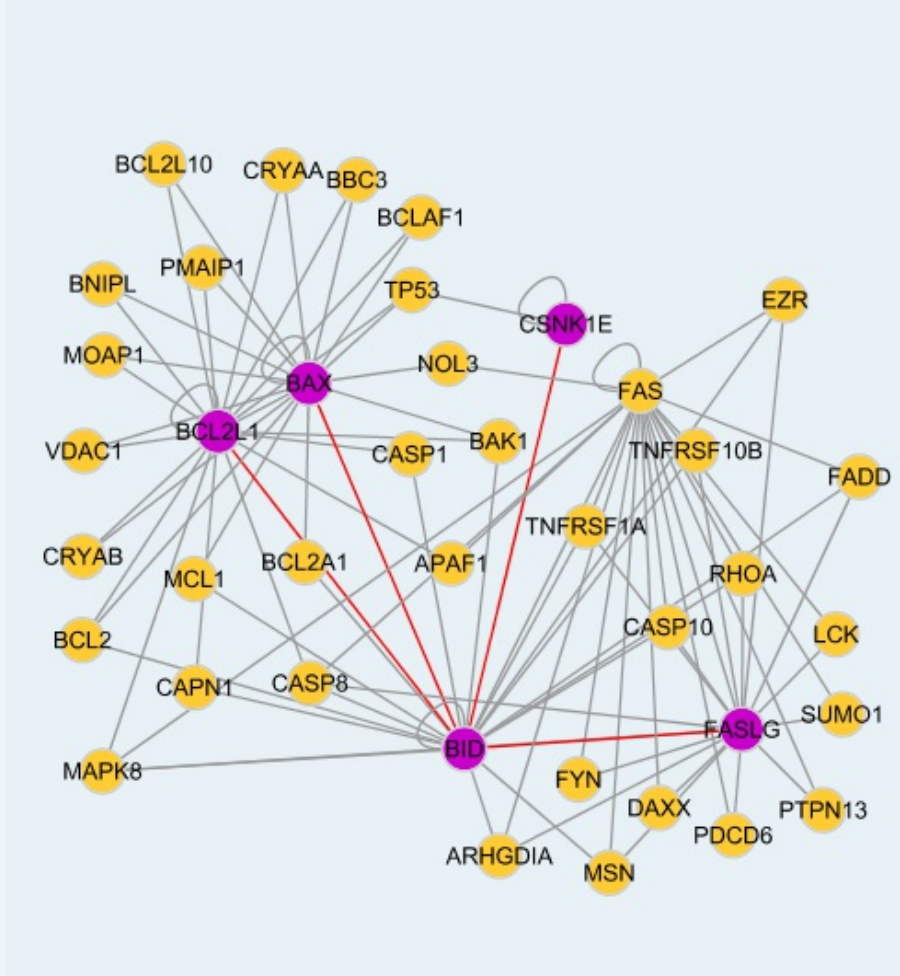 BCL2L10
CRYAA
BBC3
BCLAF1
PMAIP1
BNIPL
TP53
EZR
CSNK1E
MOAP1
NOL3
BAX
FAS
BCL2L1
BAK1
VDAC1
CASP1
TNFRSF10B
FADD
TNFRSF1A
CRYAB
BCL2A1
APAF1
MCL1
RHOA
CASP10
LCK
BCL2
CAPN1
CASP8
SUMO1
FASLG
BID
MAPK8
FYN
DAXX
PTPN13
PDCD6
ARHGDIA
MSN